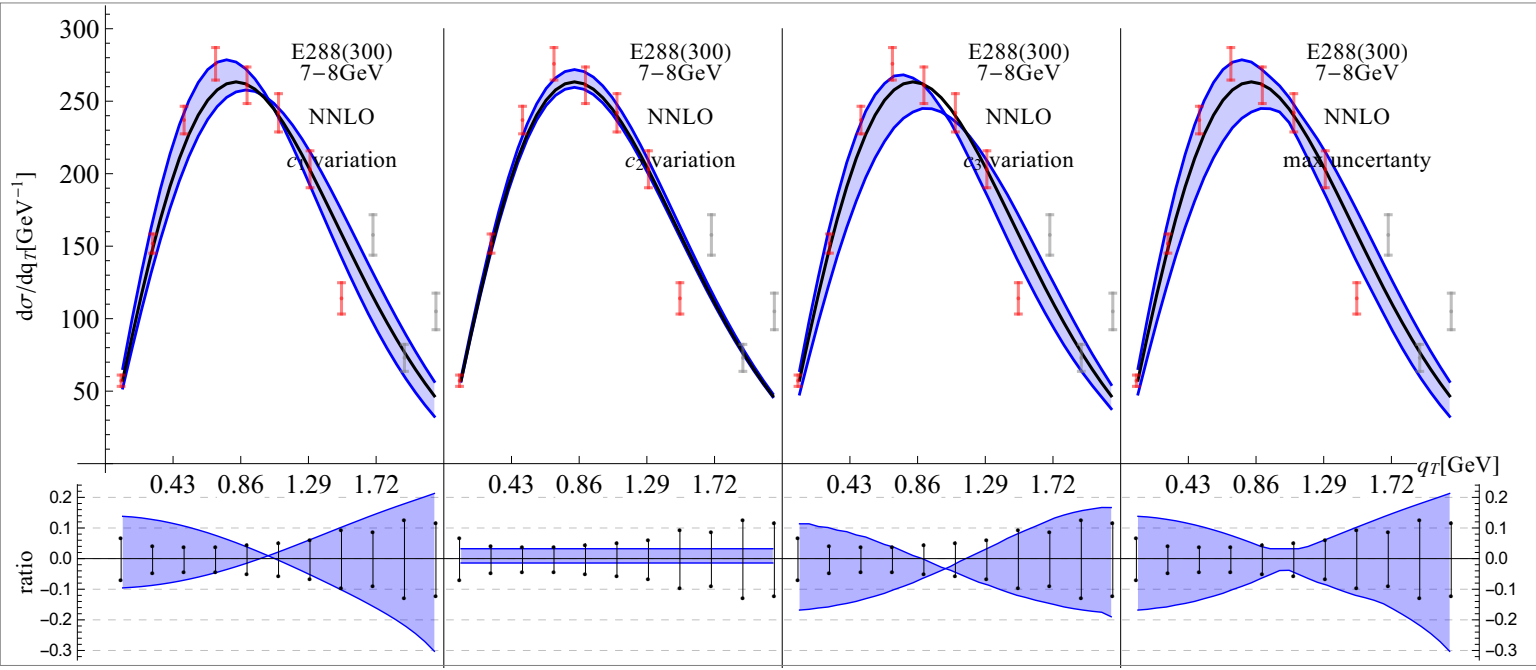 300
250
200
150
100
50
dσ/dq_T[GeV⁻¹]
E288(300)
7−8GeV
NNLO
c₁ variation
E288(300)
7−8GeV
NNLO
c₂ variation
E288(300)
7−8GeV
NNLO
c₃ variation
E288(300)
7−8GeV
NNLO
max uncertanty
q_T[GeV]
0.43 0.86 1.29 1.72
0.43 0.86 1.29 1.72
0.43 0.86 1.29 1.72
0.43 0.86 1.29 1.72
ratio
0.2
0.1
0.0
−0.1
−0.2
−0.3
0.2
0.1
0.0
−0.1
−0.2
−0.3